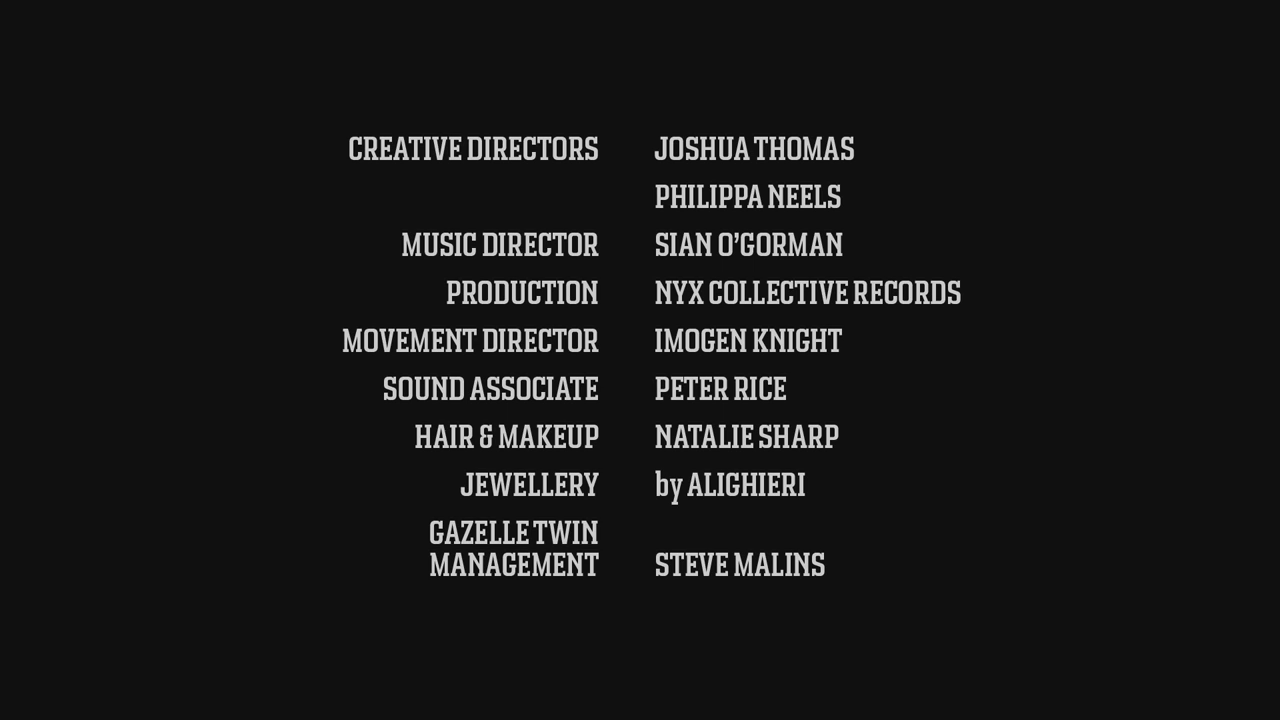 CREATIVE DIRECTORS JOSHUA THOMAS
PHILIPPA NEELS
MUSIC DIRECTOR SIAN O’GORMAN
PRODUCTION NYX COLLECTIVE RECORDS
MOVEMENT DIRECTOR IMOGEN KNIGHT
SOUND ASSOCIATE PETER RICE
HAIR & MAKEUP NATALIE SHARP
JEWELLERY by ALIGHIERI
GAZELLE TWIN
MANAGEMENT STEVE MALINS